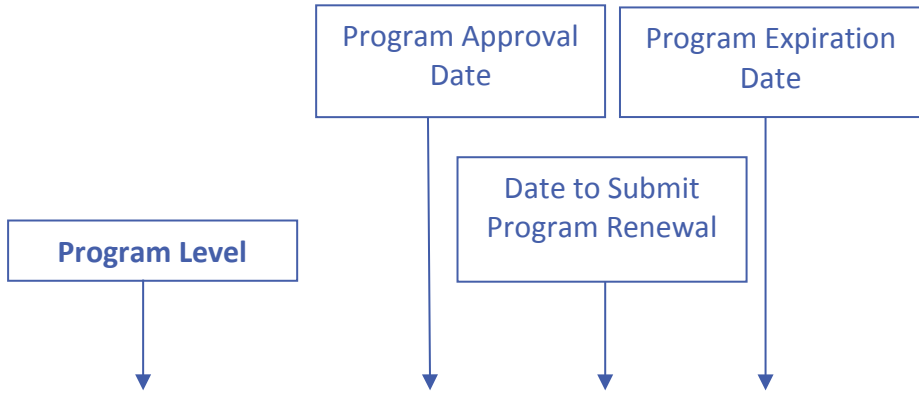 Program Approval
Date
Program Expiration
Date
Date to Submit
Program Renewal
Program Level